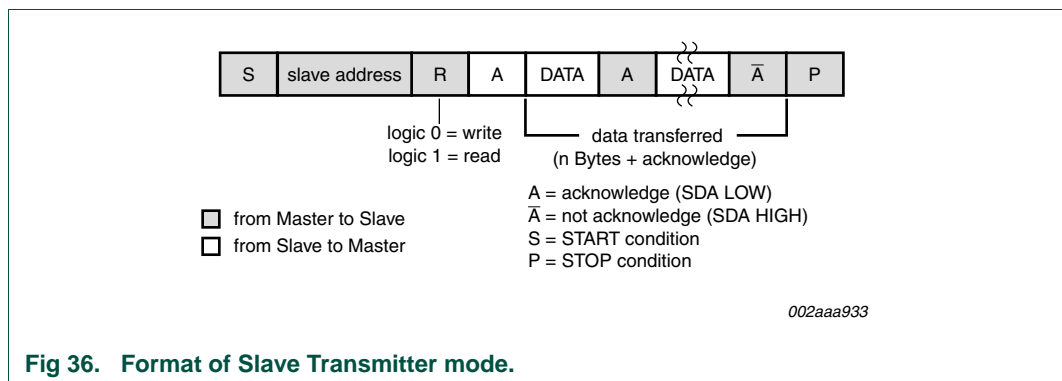 S slave address R A DATA A DATA A̅ P
logic 0 = write
logic 1 = read
data transferred
(n Bytes + acknowledge)
A = acknowledge (SDA LOW)
A̅ = not acknowledge (SDA HIGH)
S = START condition
P = STOP condition
from Master to Slave
from Slave to Master
002aaa933
Fig 36. Format of Slave Transmitter mode.